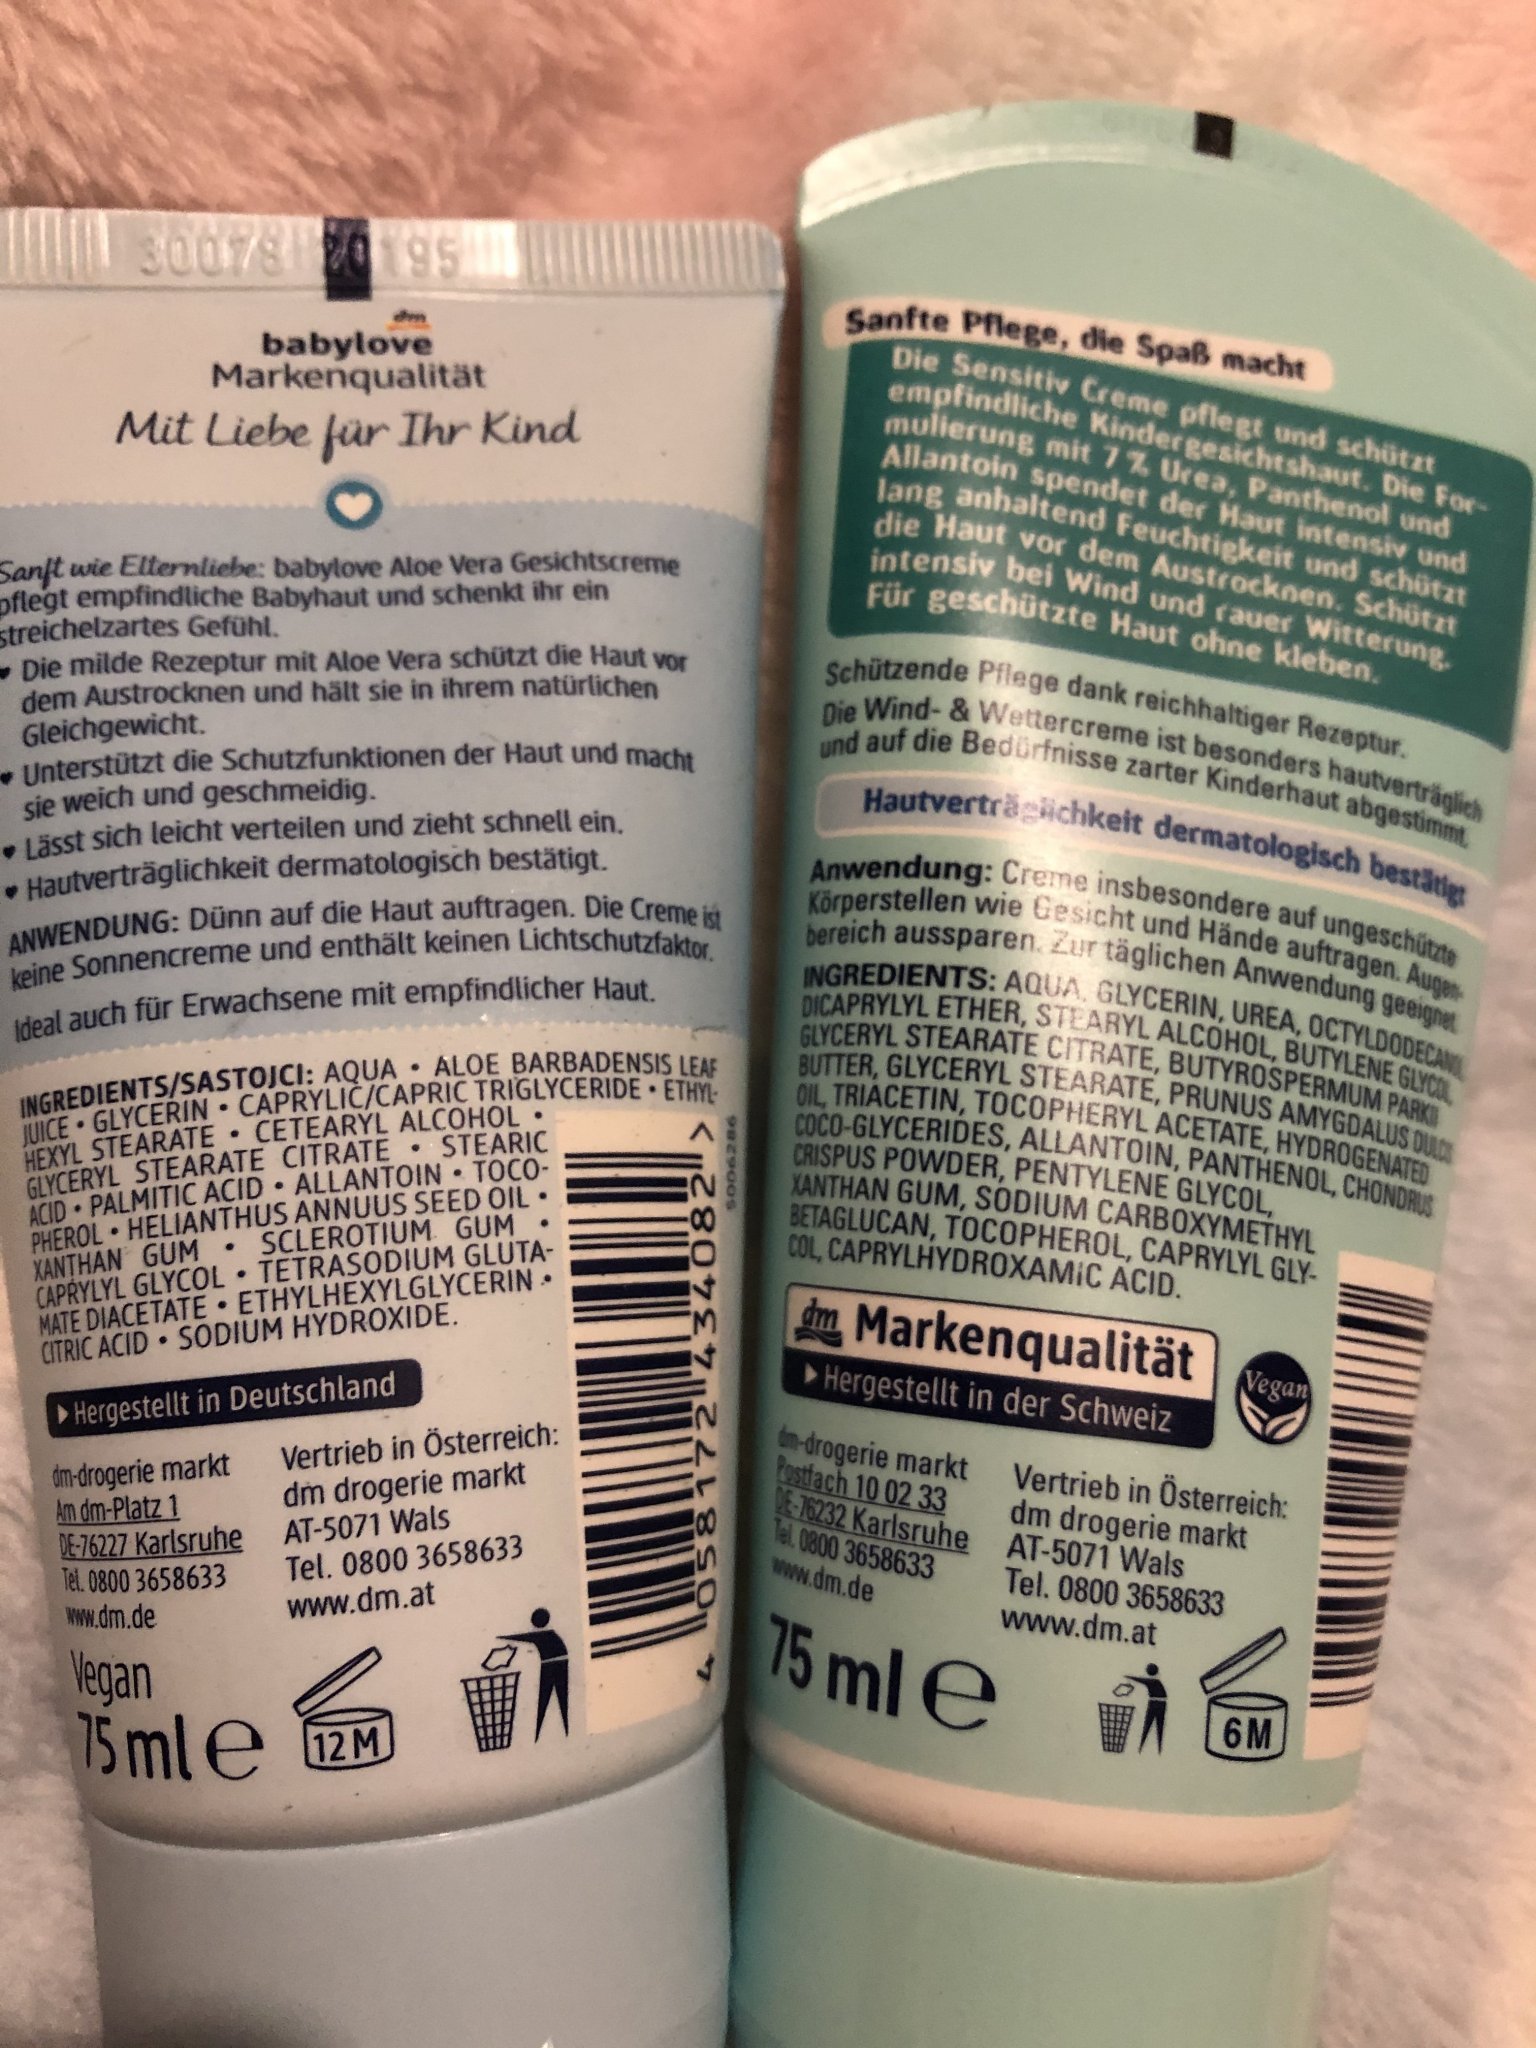 30078 20195
dm
babylove
Markenqualität
Mit Liebe für Ihr Kind
Sanft wie Elternliebe: babylove Aloe Vera Gesichtscreme
pflegt empfindliche Babyhaut und schenkt ihr ein
streichelzartes Gefühl.
Die milde Rezeptur mit Aloe Vera schützt die Haut vor
dem Austrocknen und hält sie in ihrem natürlichen
Gleichgewicht.
Unterstützt die Schutzfunktionen der Haut und macht
sie weich und geschmeidig.
Lässt sich leicht verteilen und zieht schnell ein.
Hautverträglichkeit dermatologisch bestätigt.
ANWENDUNG: Dünn auf die Haut auftragen. Die Creme ist
keine Sonnencreme und enthält keinen Lichtschutzfaktor.
Ideal auch für Erwachsene mit empfindlicher Haut.
INGREDIENTS/SASTOJCI: AQUA • ALOE BARBADENSIS LEAF
JUICE • GLYCERIN • CAPRYLIC/CAPRIC TRIGLYCERIDE • ETHYL-
HEXYL STEARATE • CETEARYL ALCOHOL •
GLYCERYL STEARATE CITRATE • STEARIC
ACID • PALMITIC ACID • ALLANTOIN • TOCO-
PHEROL • HELIANTHUS ANNUUS SEED OIL •
XANTHAN GUM • SCLEROTIUM GUM •
CAPRYLYL GLYCOL • TETRASODIUM GLUTA-
MATE DIACETATE • ETHYLHEXYLGLYCERIN •
CITRIC ACID • SODIUM HYDROXIDE.
5006286
4 058172 434082 >
Hergestellt in Deutschland
dm-drogerie markt
Am dm-Platz 1
DE-76227 Karlsruhe
Tel. 0800 3658633
www.dm.de
Vertrieb in Österreich:
dm drogerie markt
AT-5071 Wals
Tel. 0800 3658633
www.dm.at
Vegan
75 ml e
12 M
Sanfte Pflege, die Spaß macht
Die Sensitiv Creme pflegt und schützt
empfindliche Kindergesichtshaut. Die For-
mulierung mit 7 % Urea, Panthenol und
Allantoin spendet der Haut intensiv und
lang anhaltend Feuchtigkeit und schützt
die Haut vor dem Austrocknen. Schützt
intensiv bei Wind und rauer Witterung.
Für geschützte Haut ohne kleben.
Schützende Pflege dank reichhaltiger Rezeptur.
Die Wind- & Wettercreme ist besonders hautverträglich
und auf die Bedürfnisse zarter Kinderhaut abgestimmt.
Hautverträglichkeit dermatologisch bestätigt
Anwendung: Creme insbesondere auf ungeschützte
Körperstellen wie Gesicht und Hände auftragen. Augen-
bereich aussparen. Zur täglichen Anwendung geeignet.
INGREDIENTS: AQUA, GLYCERIN, UREA, OCTYLDODECANOL,
DICAPRYLYL ETHER, STEARYL ALCOHOL, BUTYLENE GLYCOL,
GLYCERYL STEARATE CITRATE, BUTYROSPERMUM PARKII
BUTTER, GLYCERYL STEARATE, PRUNUS AMYGDALUS DULCIS
OIL, TRIACETIN, TOCOPHERYL ACETATE, HYDROGENATED
COCO-GLYCERIDES, ALLANTOIN, PANTHENOL, CHONDRUS
CRISPUS POWDER, PENTYLENE GLYCOL,
XANTHAN GUM, SODIUM CARBOXYMETHYL
BETAGLUCAN, TOCOPHEROL, CAPRYLYL GLY-
COL, CAPRYLHYDROXAMIC ACID.
dm Markenqualität
Hergestellt in der Schweiz
Vegan
dm-drogerie markt
Postfach 10 02 33
DE-76232 Karlsruhe
Tel. 0800 3658633
www.dm.de
Vertrieb in Österreich:
dm drogerie markt
AT-5071 Wals
Tel. 0800 3658633
www.dm.at
75 ml e
6 M